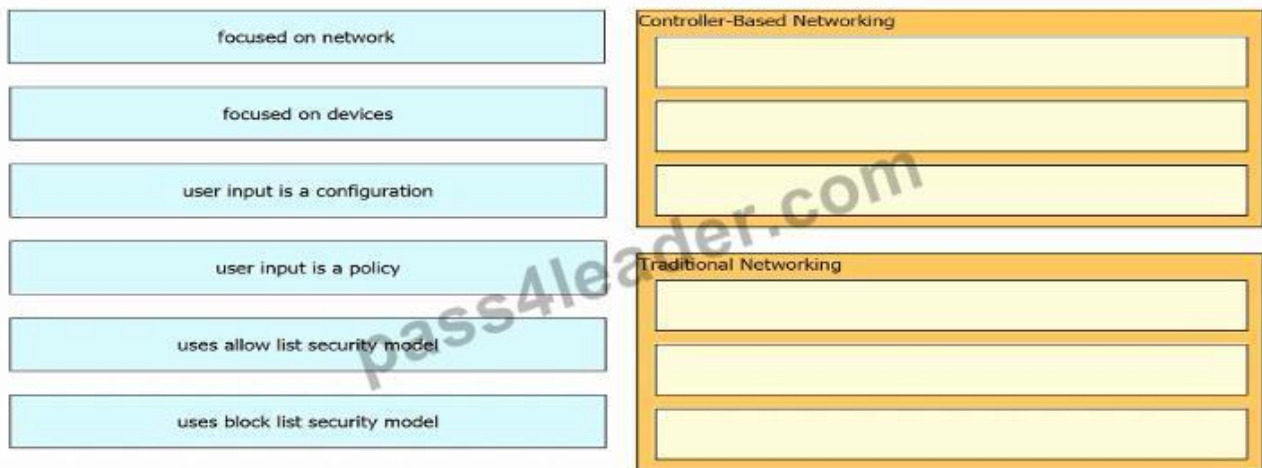 focused on network
focused on devices
user input is a configuration
user input is a policy
uses allow list security model
uses block list security model
Controller-Based Networking
Traditional Networking
pass4leader.com